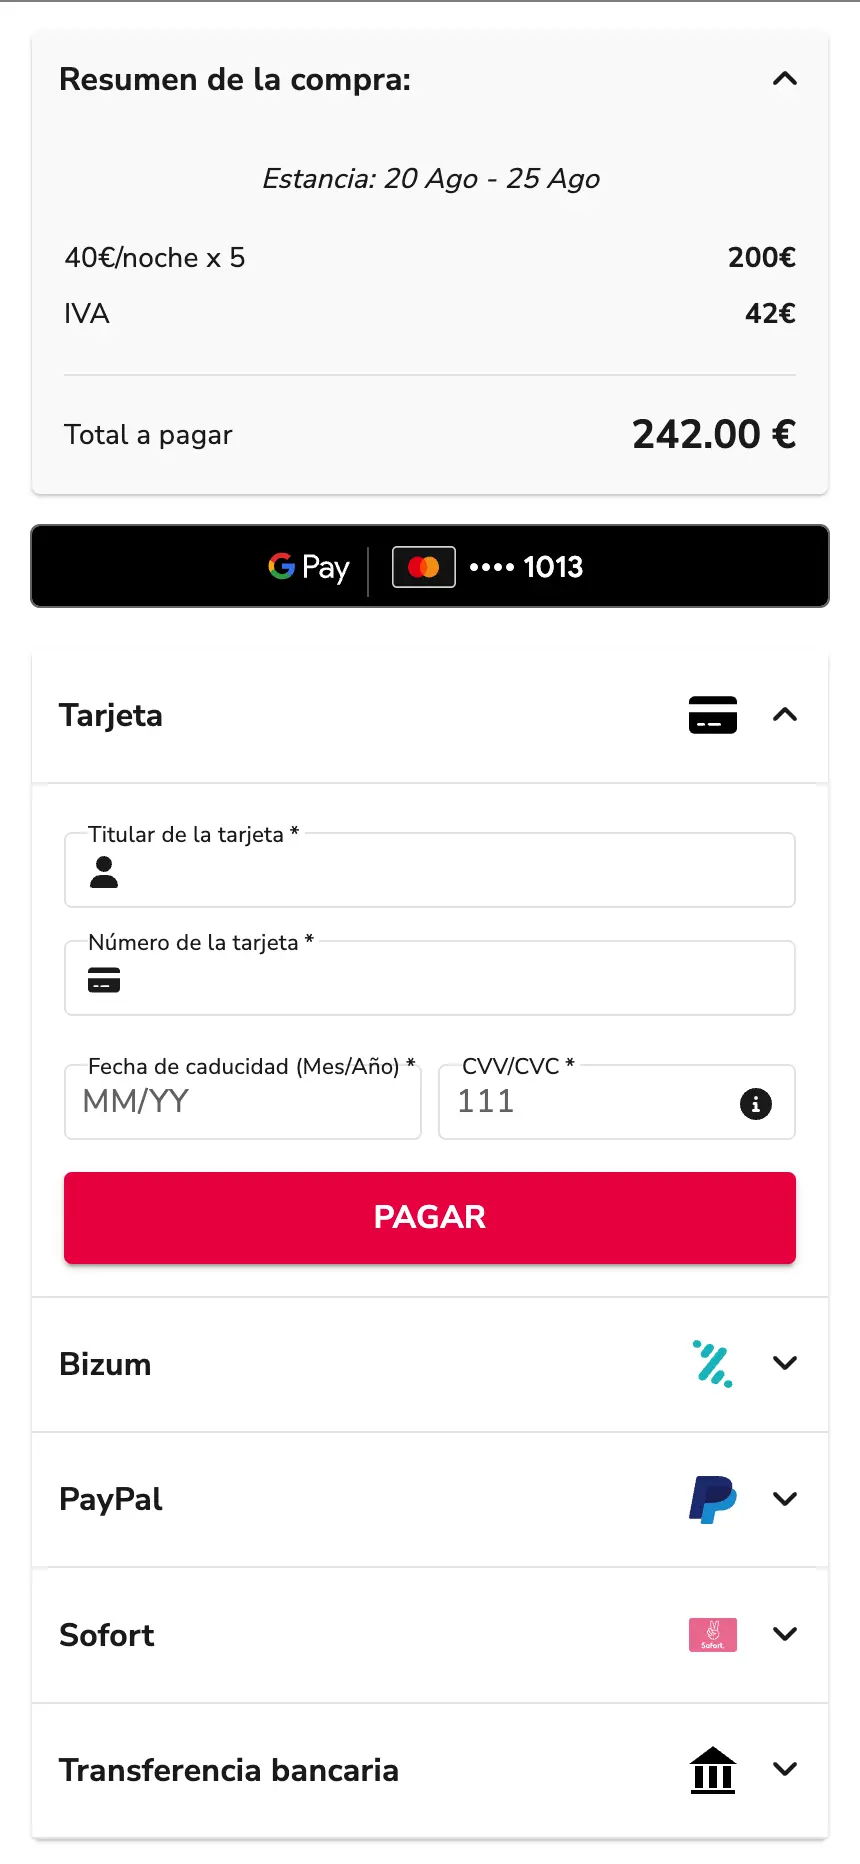 Resumen de la compra:
Estancia: 20 Ago - 25 Ago
40€/noche x 5 200€
IVA 42€
Total a pagar 242.00 €
G Pay •••• 1013
Tarjeta
Titular de la tarjeta *
Número de la tarjeta *
Fecha de caducidad (Mes/Año) * CVV/CVC *
MM/YY 111
PAGAR
Bizum
PayPal
Sofort Sofort.
Transferencia bancaria